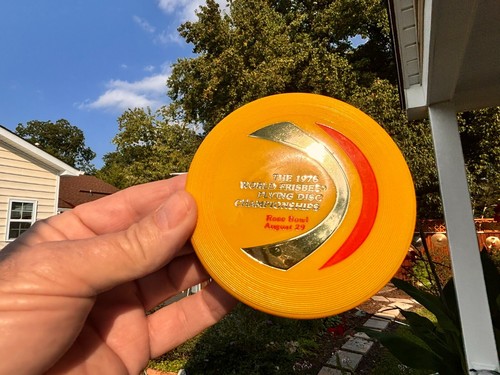 THE 1976
WORLD FRISBEE®
FLYING DISC
CHAMPIONSHIPS
Rose Bowl
August 29